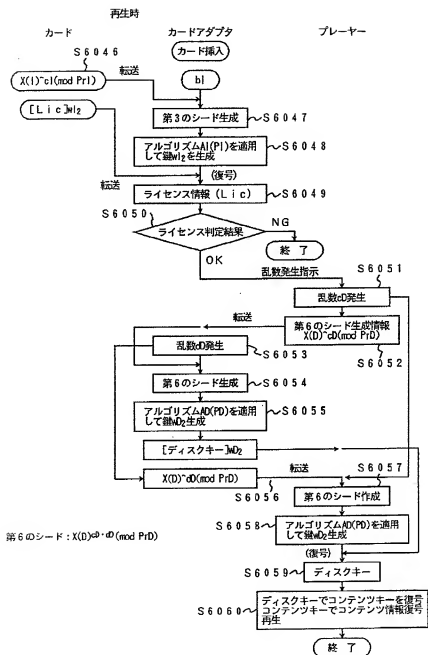 再生時
カード
カードアダプタ
プレーヤー
S6046
カード挿入
X(I)^cI(mod PrI)
転送
bI
[Lic]wI₂
第3のシード生成
S6047
アルゴリズムAI(PI)を適用
して鍵wI₂を生成
S6048
転送
(復号)
ライセンス情報(Lic)
S6049
S6050
ライセンス判定結果
NG
終了
OK
乱数発生指示
S6051
乱数cD発生
転送
第6のシード生成情報
X(D)^cD(mod PrD)
S6052
乱数dD発生
S6053
第6のシード生成
S6054
アルゴリズムAD(PD)を適用
して鍵wD₂生成
S6055
[ディスクキー]wD₂
S6057
X(D)^dD(mod PrD)
転送
S6056
第6のシード作成
S6058
アルゴリズムAD(PD)を適用
して鍵wD₂生成
第6のシード:X(D)^cD・dD(mod PrD)
(復号)
S6059
ディスクキー
S6060
ディスクキーでコンテンツキーを復号
コンテンツキーでコンテンツ情報復号
再生
終了